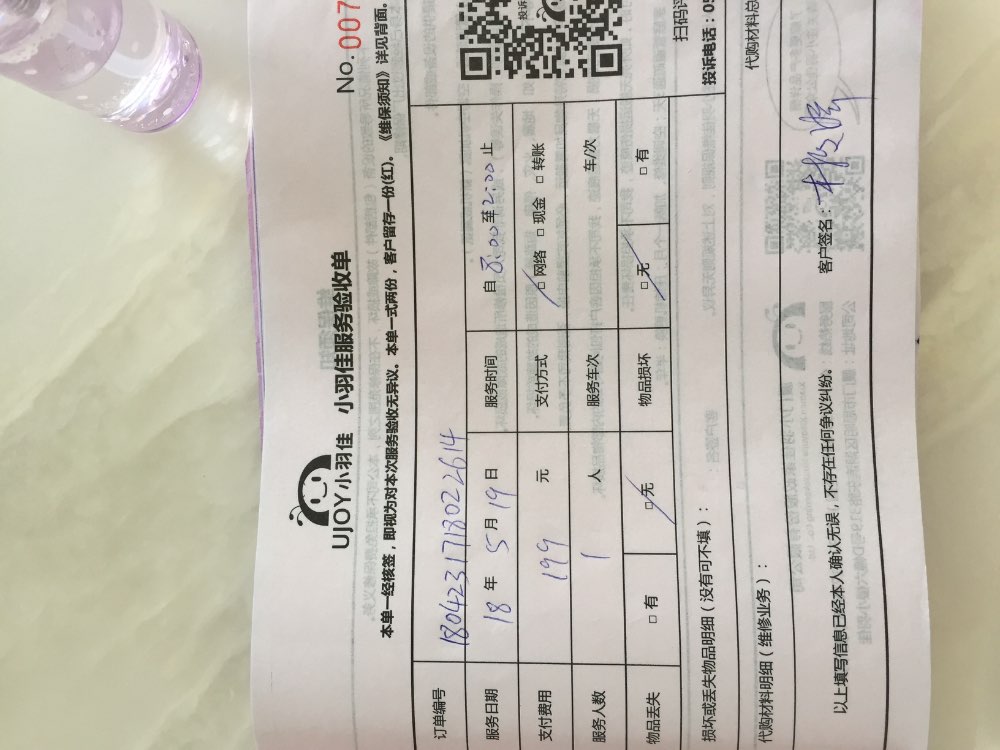 No.007
UJOY小羽佳 小羽佳服务验收单
本单一经核签，即视为对本次服务验收无异议。本单一式两份，客户留存一份(红)。《维保须知》详见背面。
订单编号 180423171802 2614
服务日期 18 年 5 月 19 日 服务时间 自 8:00 至 2:00 止
支付费用 199 元 支付方式 □网络 □现金 □转账
服务人数 1 人 服务车次 车/次
物品丢失 □有 □无 物品损坏 □无 □有
损坏或丢失物品明细（没有可不填）：
代购材料明细（维修业务）：
以上填写信息已经本人确认无误，不存在任何争议纠纷。 客户签名：
投诉
扫码评
投诉电话：05
代购材料总